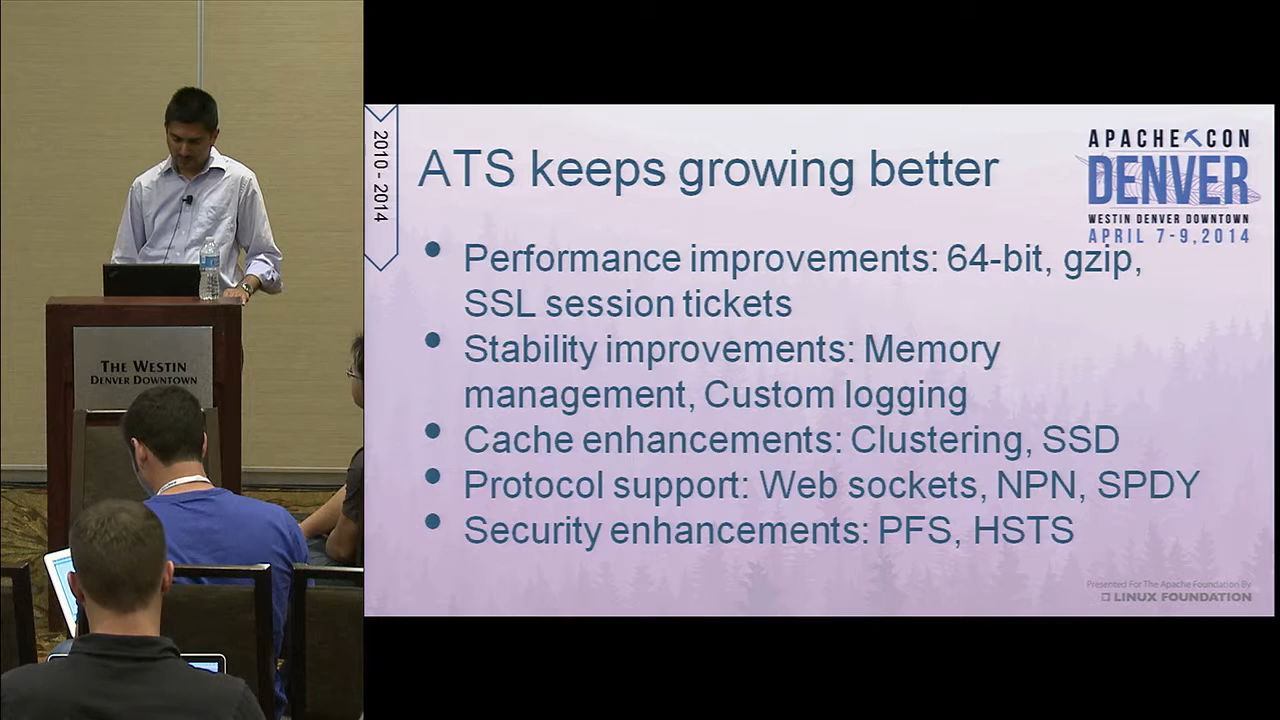 2010 - 2014
ATS keeps growing better
APACHE CON
DENVER
WESTIN DENVER DOWNTOWN
APRIL 7-9, 2014
• Performance improvements: 64-bit, gzip,
SSL session tickets
• Stability improvements: Memory
management, Custom logging
• Cache enhancements: Clustering, SSD
• Protocol support: Web sockets, NPN, SPDY
• Security enhancements: PFS, HSTS
Presented For The Apache Foundation By
LINUX FOUNDATION
THE WESTIN
DENVER DOWNTOWN